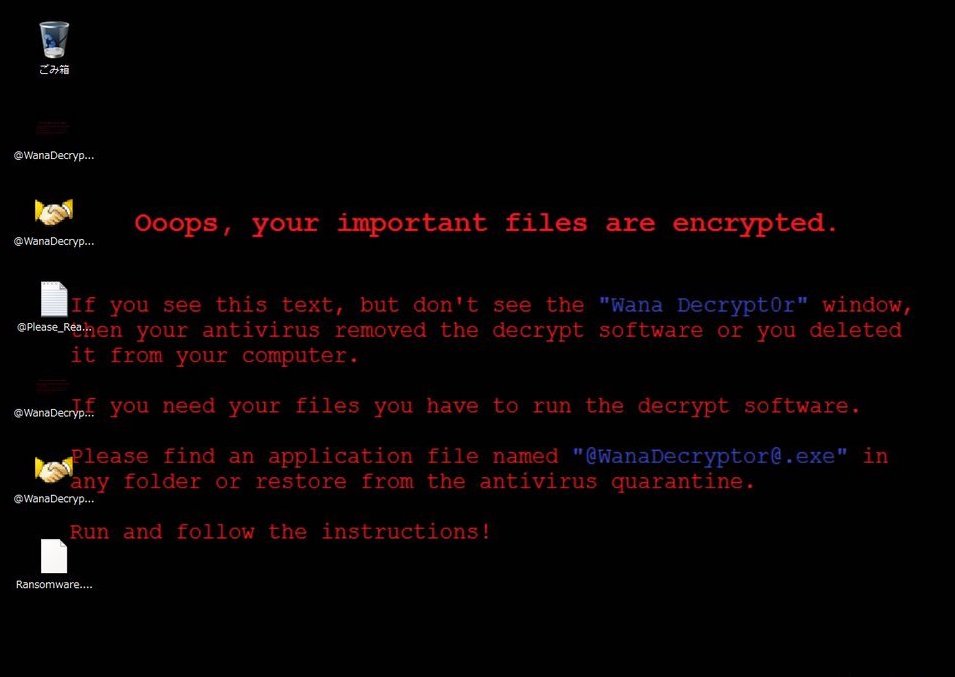 ごみ箱
@WanaDecryp...
@WanaDecryp...
@Please_Rea...
@WanaDecryp...
@WanaDecryp...
Ransomware....
Ooops, your important files are encrypted.
If you see this text, but don't see the "Wana Decrypt0r" window,
then your antivirus removed the decrypt software or you deleted
it from your computer.
If you need your files you have to run the decrypt software.
Please find an application file named "@WanaDecryptor@.exe" in
any folder or restore from the antivirus quarantine.
Run and follow the instructions!